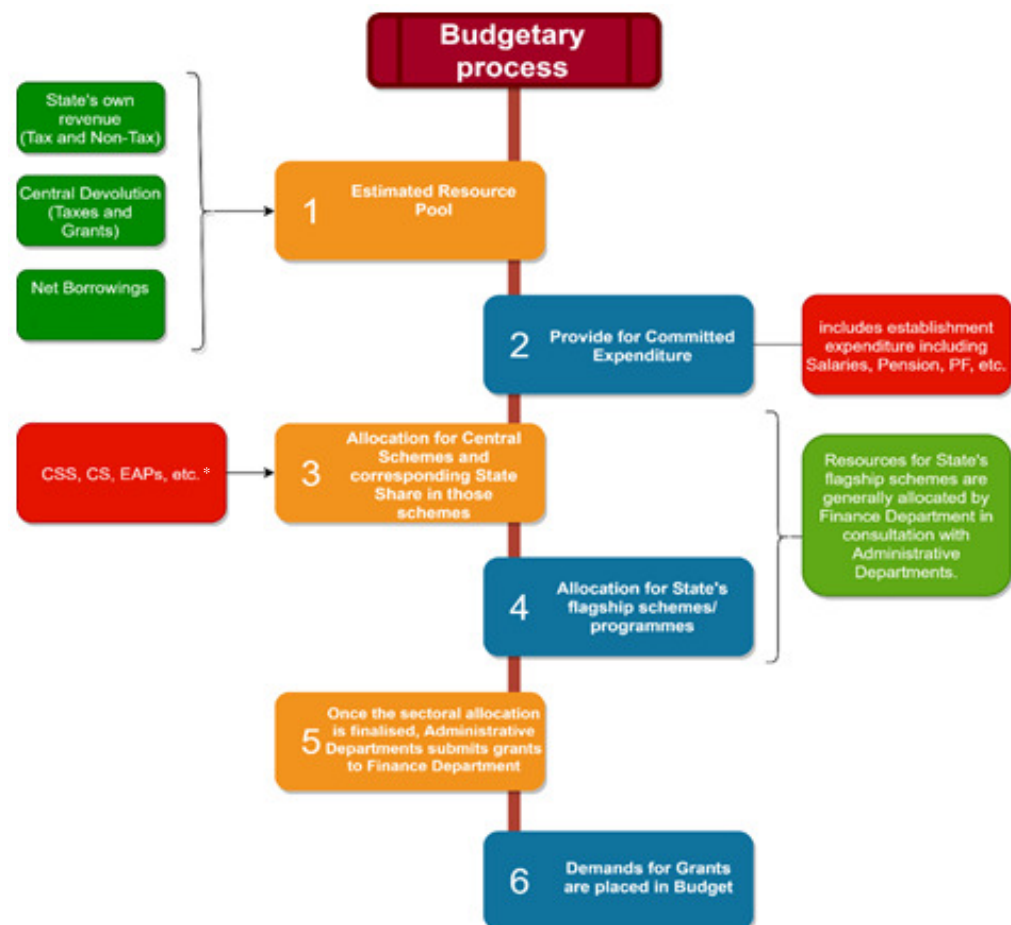 Budgetary
process
State's own
revenue
(Tax and Non-Tax)
Central Devolution
(Taxes and
Grants)
Net Borrowings
1
Estimated Resource
Pool
2
Provide for Committed
Expenditure
includes establishment
expenditure including
Salaries, Pension, PF, etc.
CSS, CS, EAPs, etc.*
3
Allocation for Central
Schemes and
corresponding State
Share in those
schemes
Resources for State's
flagship schemes are
generally allocated by
Finance Department in
consultation with
Administrative
Departments.
4
Allocation for State's
flagship schemes/
programmes
5
Once the sectoral allocation
is finalised, Administrative
Departments submits grants
to Finance Department
6
Demands for Grants
are placed in Budget